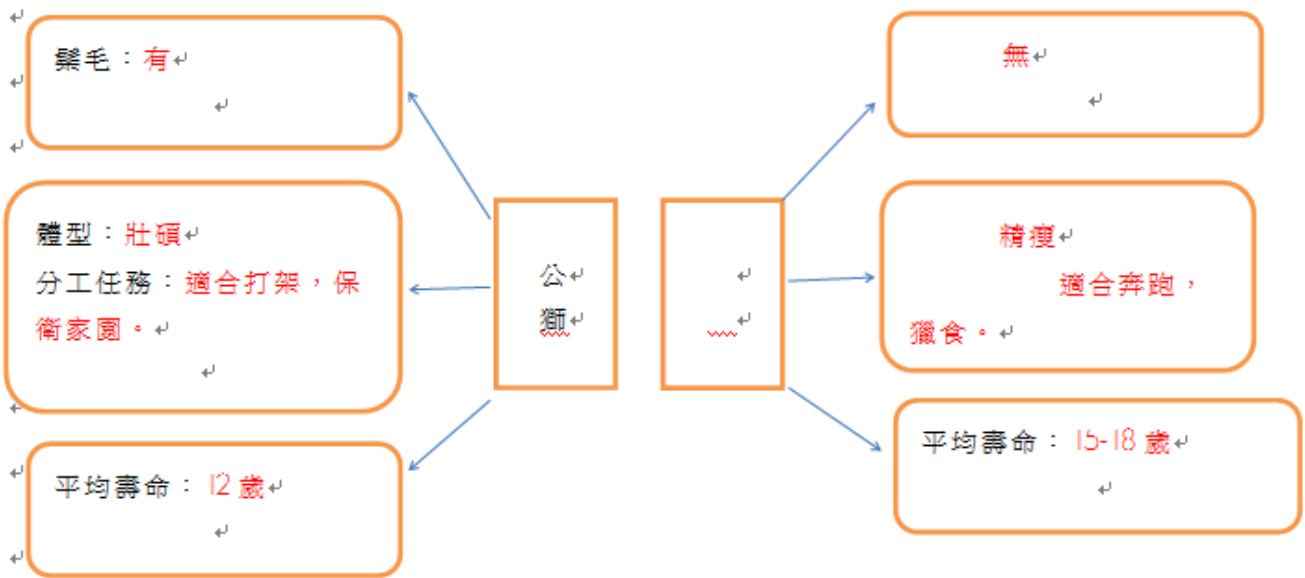 鬃毛：有
體型：壯碩
分工任務：適合打架，保
衛家園。
平均壽命：12 歲
公
獅
無
精瘦
適合奔跑，
獵食。
平均壽命：15-18 歲